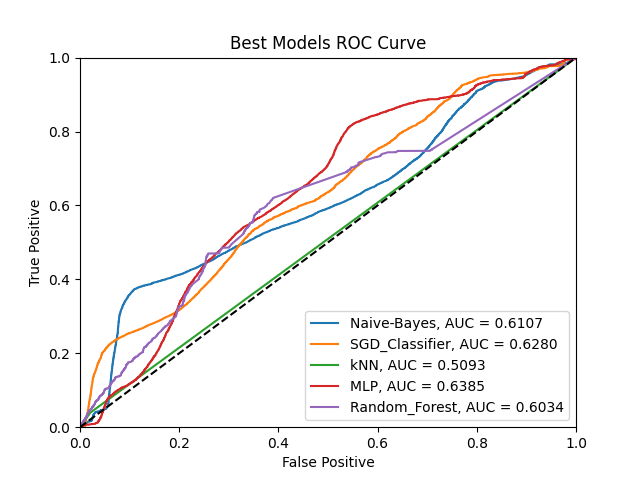 Best Models ROC Curve
1.0
0.8
0.6
0.4
0.2
0.0
True Positive
Naive-Bayes, AUC = 0.6107
SGD_Classifier, AUC = 0.6280
kNN, AUC = 0.5093
MLP, AUC = 0.6385
Random_Forest, AUC = 0.6034
0.0 0.2 0.4 0.6 0.8 1.0
False Positive